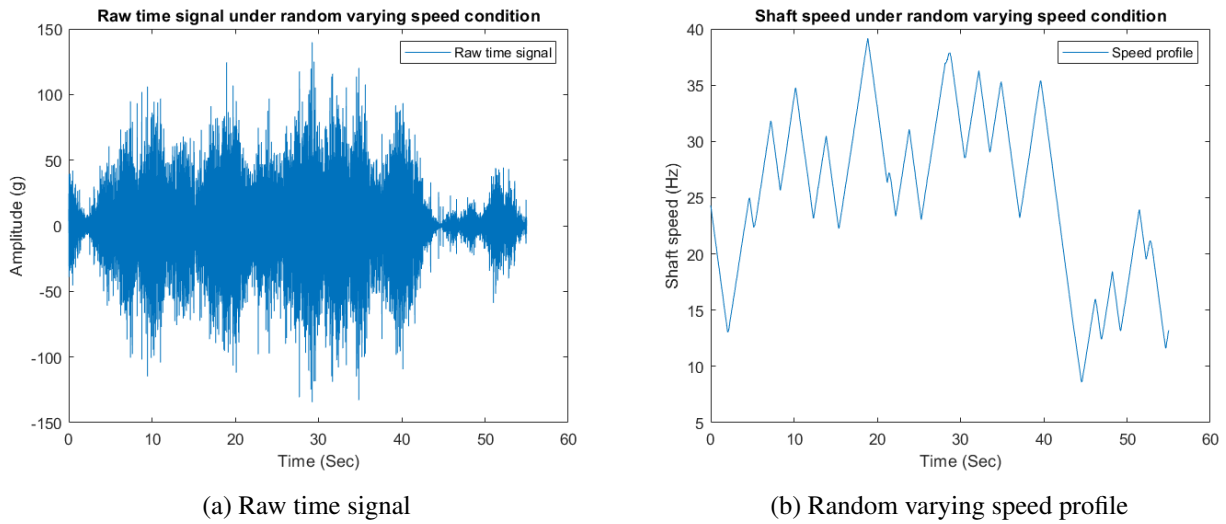 Raw time signal under random varying speed condition
Raw time signal
Amplitude (g)
150
100
50
0
-50
-100
-150
0
10
20
30
40
50
60
Time (Sec)
(a) Raw time signal
Shaft speed under random varying speed condition
Speed profile
Shaft speed (Hz)
40
35
30
25
20
15
10
5
0
10
20
30
40
50
60
Time (Sec)
(b) Random varying speed profile